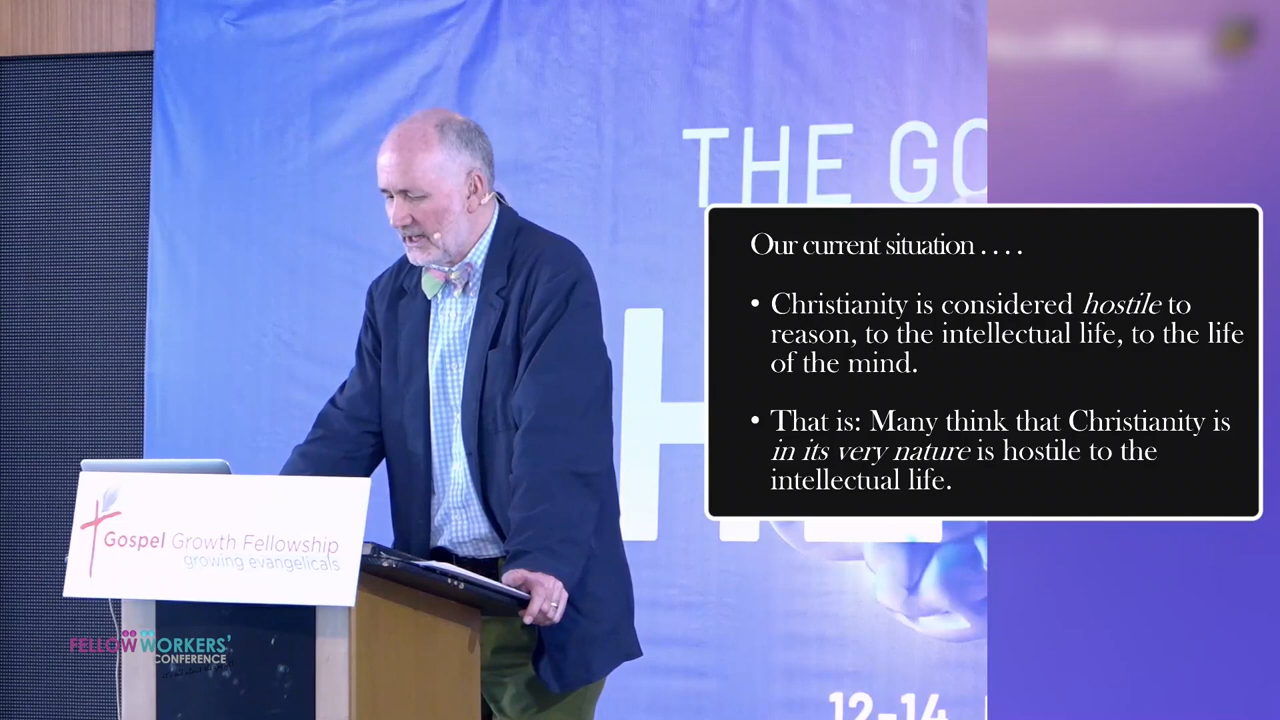 THE GO
Our current situation . . . .
• Christianity is considered hostile to
reason, to the intellectual life, to the life
of the mind.
• That is: Many think that Christianity is
in its very nature is hostile to the
intellectual life.
Gospel Growth Fellowship
growing evangelicals
FELLOW WORKERS'
CONFERENCE
12-14